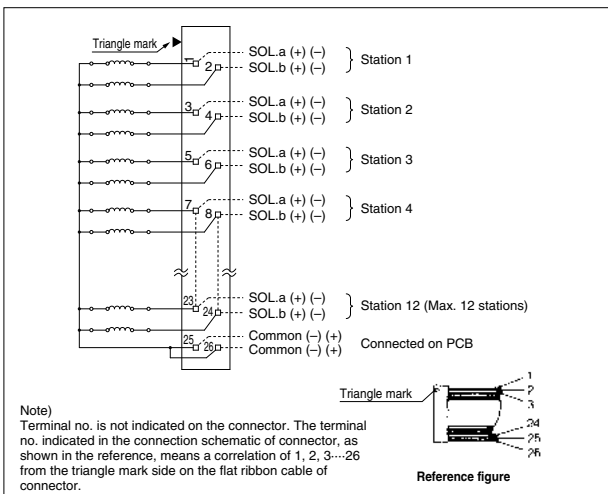 Triangle mark
1 SOL.a (+) (–)
2 SOL.b (+) (–)
Station 1
3 SOL.a (+) (–)
4 SOL.b (+) (–)
Station 2
5 SOL.a (+) (–)
6 SOL.b (+) (–)
Station 3
7 SOL.a (+) (–)
8 SOL.b (+) (–)
Station 4
23 SOL.a (+) (–)
24 SOL.b (+) (–)
Station 12 (Max. 12 stations)
25 Common (–) (+)
26 Common (–) (+)
Connected on PCB
Note)
Terminal no. is not indicated on the connector. The terminal
no. indicated in the connection schematic of connector, as
shown in the reference, means a correlation of 1, 2, 3····26
from the triangle mark side on the flat ribbon cable of
connector.
Triangle mark
1
2
3
24
25
26
Reference figure